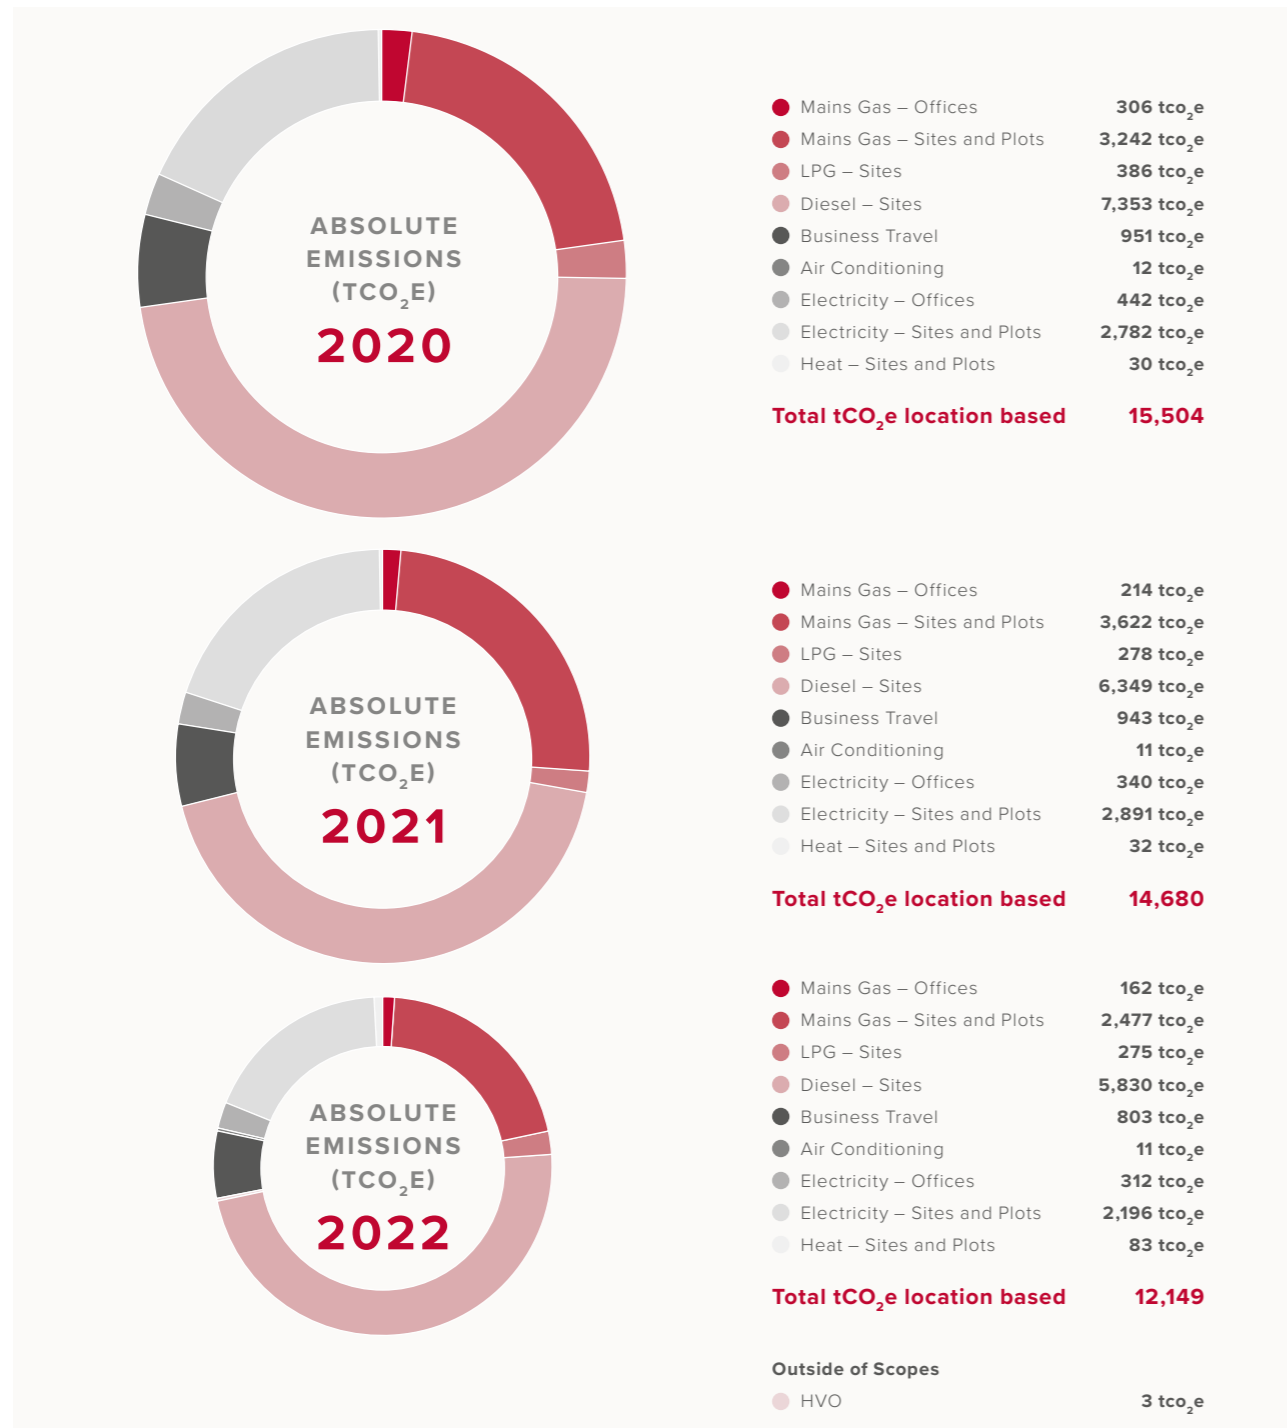 ABSOLUTE
EMISSIONS
(TCO₂E)
2020
Mains Gas – Offices 306 tco₂e
Mains Gas – Sites and Plots 3,242 tco₂e
LPG – Sites 386 tco₂e
Diesel – Sites 7,353 tco₂e
Business Travel 951 tco₂e
Air Conditioning 12 tco₂e
Electricity – Offices 442 tco₂e
Electricity – Sites and Plots 2,782 tco₂e
Heat – Sites and Plots 30 tco₂e
Total tCO₂e location based 15,504
ABSOLUTE
EMISSIONS
(TCO₂E)
2021
Mains Gas – Offices 214 tco₂e
Mains Gas – Sites and Plots 3,622 tco₂e
LPG – Sites 278 tco₂e
Diesel – Sites 6,349 tco₂e
Business Travel 943 tco₂e
Air Conditioning 11 tco₂e
Electricity – Offices 340 tco₂e
Electricity – Sites and Plots 2,891 tco₂e
Heat – Sites and Plots 32 tco₂e
Total tCO₂e location based 14,680
ABSOLUTE
EMISSIONS
(TCO₂E)
2022
Mains Gas – Offices 162 tco₂e
Mains Gas – Sites and Plots 2,477 tco₂e
LPG – Sites 275 tco₂e
Diesel – Sites 5,830 tco₂e
Business Travel 803 tco₂e
Air Conditioning 11 tco₂e
Electricity – Offices 312 tco₂e
Electricity – Sites and Plots 2,196 tco₂e
Heat – Sites and Plots 83 tco₂e
Total tCO₂e location based 12,149
Outside of Scopes
HVO 3 tco₂e